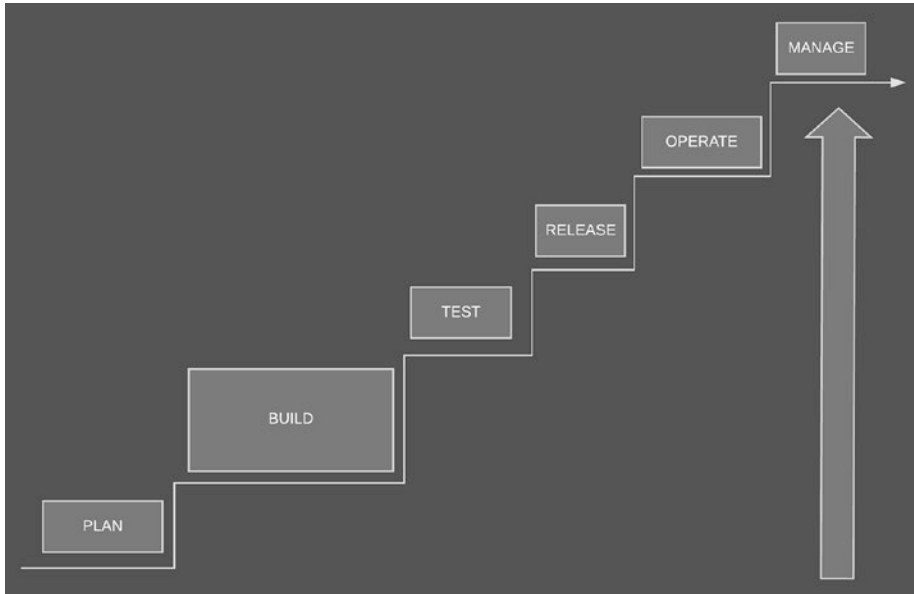 MANAGE
OPERATE
RELEASE
TEST
BUILD
PLAN